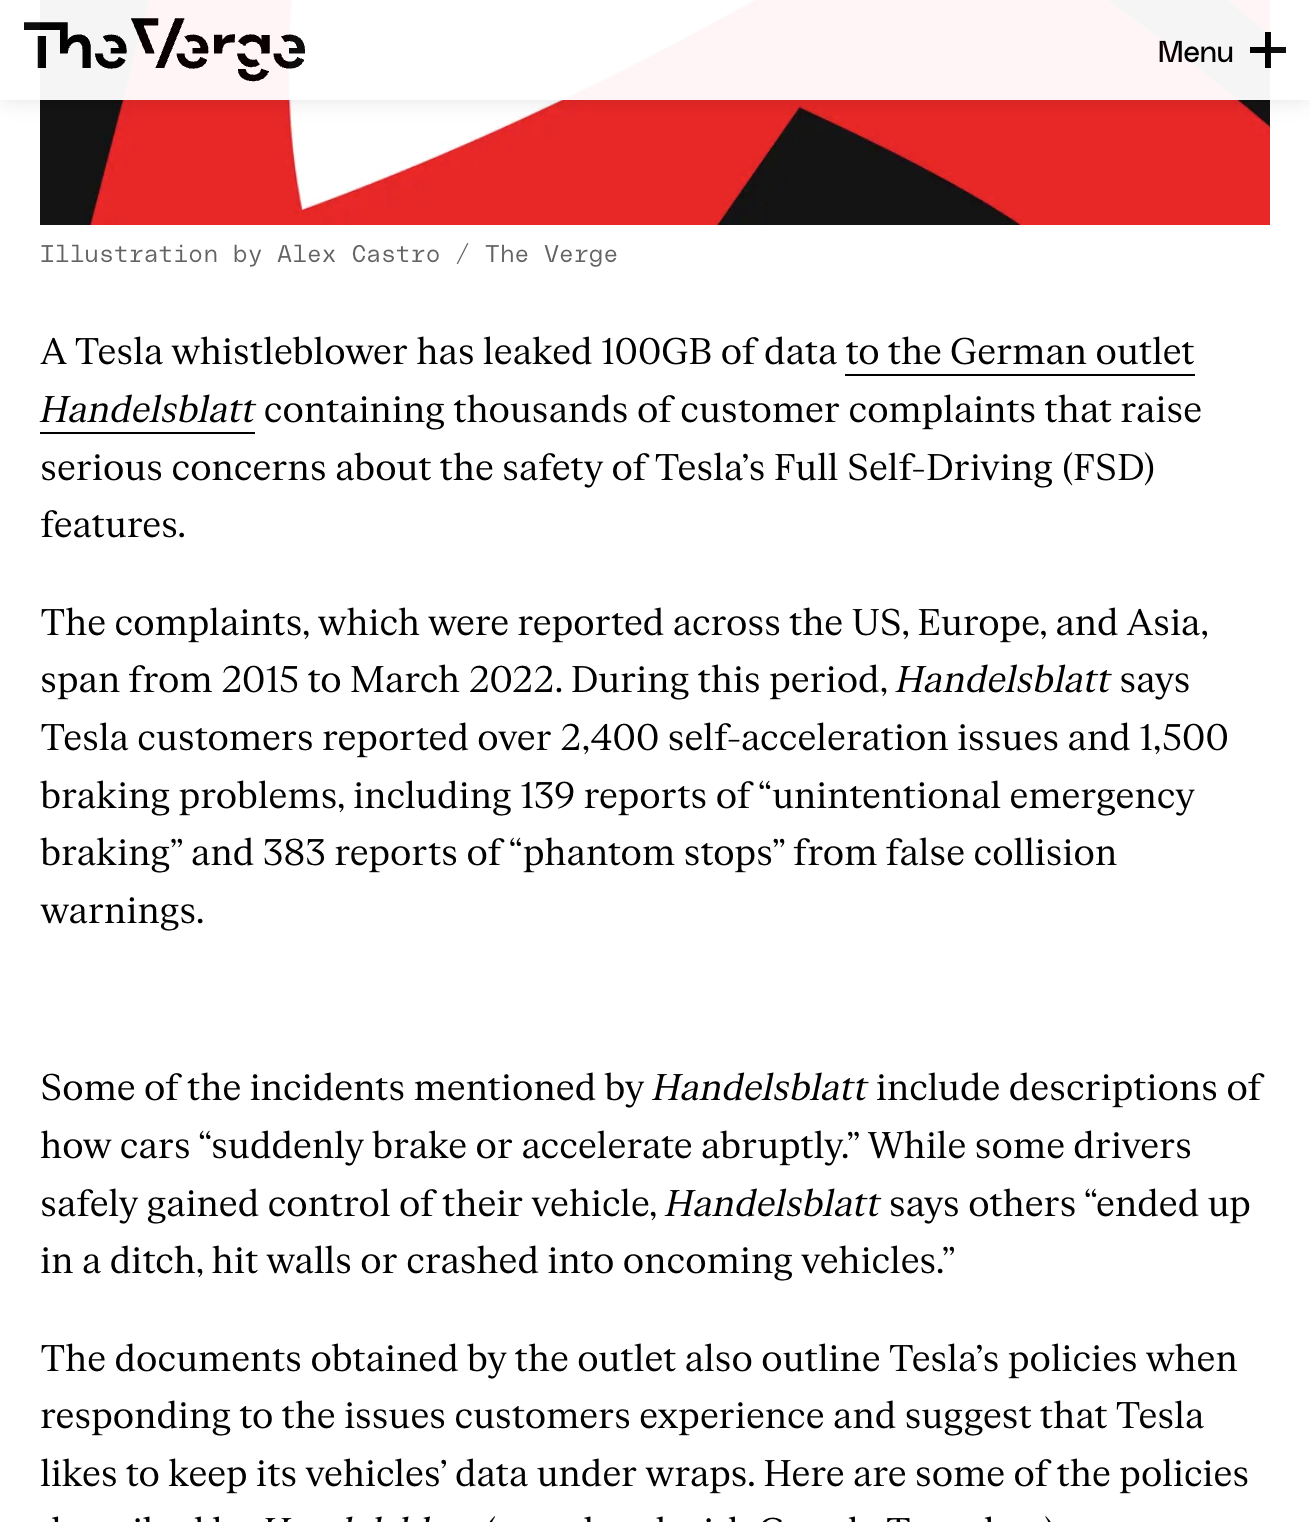 The Verge
Menu
Illustration by Alex Castro / The Verge
A Tesla whistleblower has leaked 100GB of data to the German outlet
Handelsblatt containing thousands of customer complaints that raise
serious concerns about the safety of Tesla’s Full Self-Driving (FSD)
features.
The complaints, which were reported across the US, Europe, and Asia,
span from 2015 to March 2022. During this period, Handelsblatt says
Tesla customers reported over 2,400 self-acceleration issues and 1,500
braking problems, including 139 reports of “unintentional emergency
braking” and 383 reports of “phantom stops” from false collision
warnings.
Some of the incidents mentioned by Handelsblatt include descriptions of
how cars “suddenly brake or accelerate abruptly.” While some drivers
safely gained control of their vehicle, Handelsblatt says others “ended up
in a ditch, hit walls or crashed into oncoming vehicles.”
The documents obtained by the outlet also outline Tesla’s policies when
responding to the issues customers experience and suggest that Tesla
likes to keep its vehicles’ data under wraps. Here are some of the policies